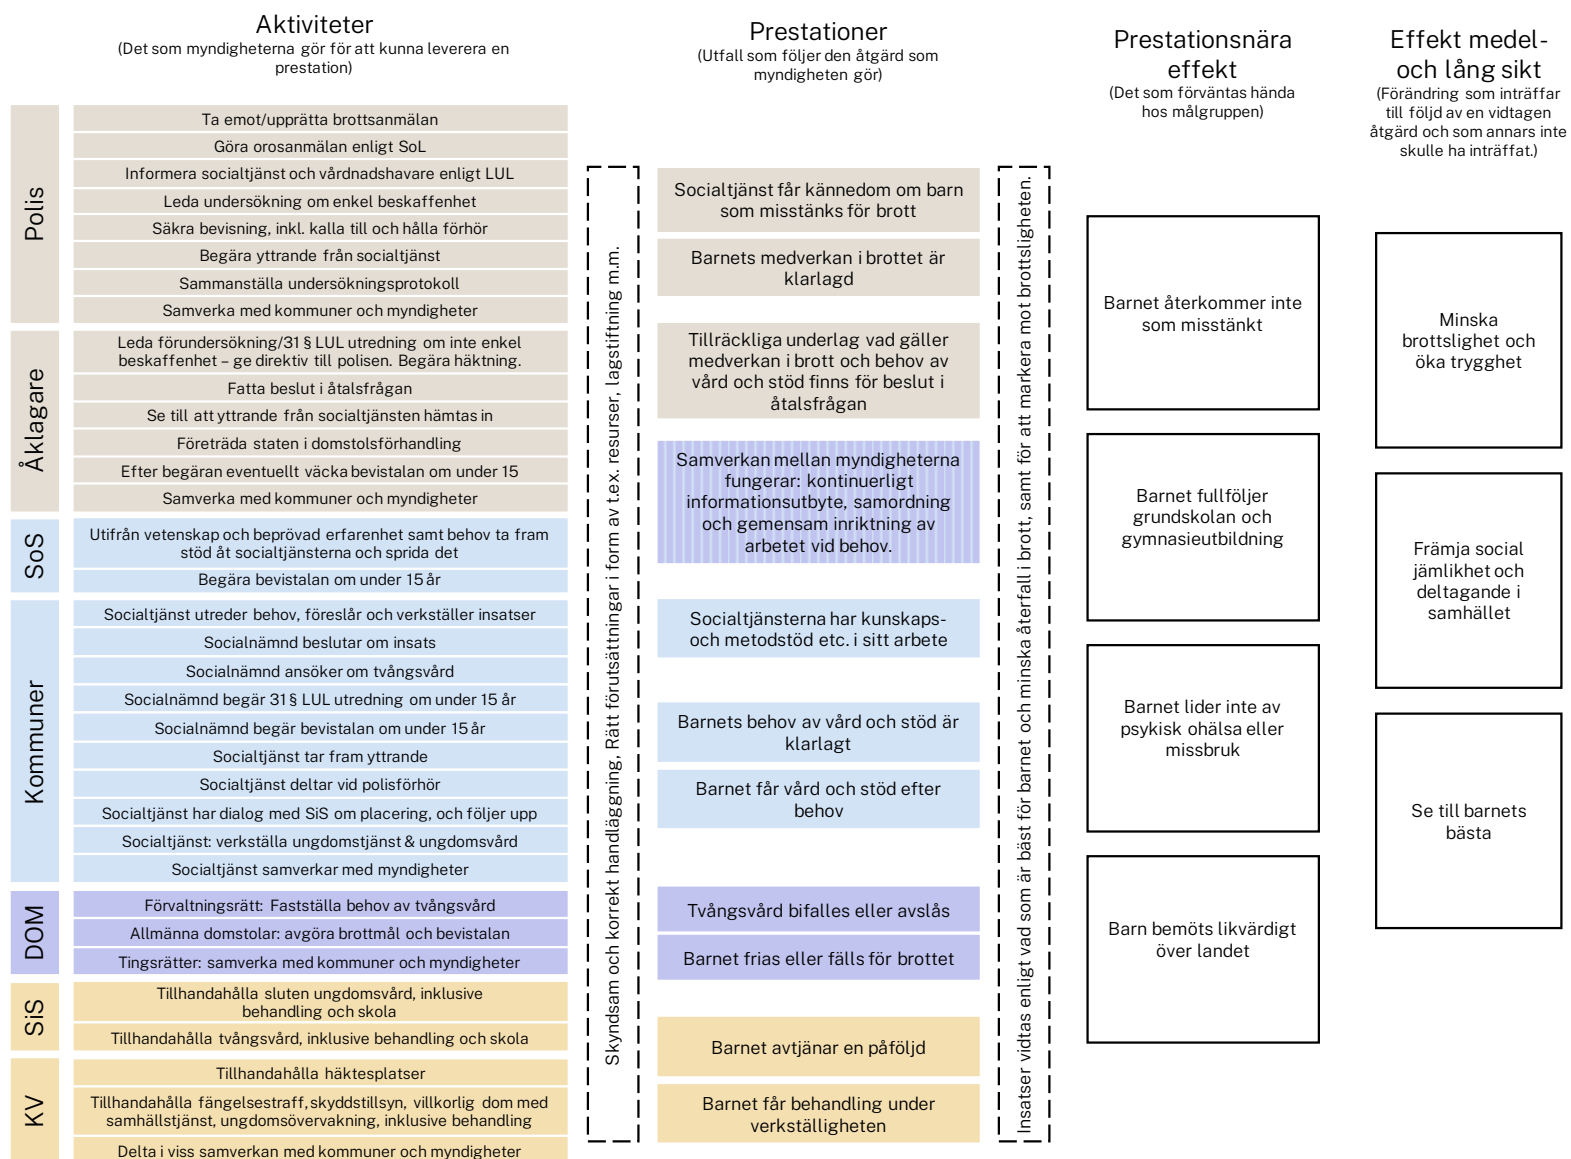 Aktiviteter
(Det som myndigheterna gör för att kunna leverera en
prestation)
Prestationer
(Utfall som följer den åtgärd som
myndigheten gör)
Prestationsnära
effekt
(Det som förväntas hända
hos målgruppen)
Effekt medel-
och lång sikt
(Förändring som inträffar
till följd av en vidtagen
åtgärd och som annars inte
skulle ha inträffat.)
Polis
Ta emot/upprätta brottsanmälan
Göra orosanmälan enligt SoL
Informera socialtjänst och vårdnadshavare enligt LUL
Leda undersökning om enkel beskaffenhet
Säkra bevisning, inkl. kalla till och hålla förhör
Begära yttrande från socialtjänst
Sammanställa undersökningsprotokoll
Samverka med kommuner och myndigheter
Åklagare
Leda förundersökning/31 § LUL utredning om inte enkel
beskaffenhet – ge direktiv till polisen. Begära häktning.
Fatta beslut i åtalsfrågan
Se till att yttrande från socialtjänsten hämtas in
Företräda staten i domstolsförhandling
Efter begäran eventuellt väcka bevistalan om under 15
Samverka med kommuner och myndigheter
SoS
Utifrån vetenskap och beprövad erfarenhet samt behov ta fram
stöd åt socialtjänsterna och sprida det
Begära bevistalan om under 15 år
Kommuner
Socialtjänst utreder behov, föreslår och verkställer insatser
Socialnämnd beslutar om insats
Socialnämnd ansöker om tvångsvård
Socialnämnd begär 31 § LUL utredning om under 15 år
Socialnämnd begär bevistalan om under 15 år
Socialtjänst tar fram yttrande
Socialtjänst deltar vid polisförhör
Socialtjänst har dialog med SiS om placering, och följer upp
Socialtjänst: verkställa ungdomstjänst & ungdomsvård
Socialtjänst samverkar med myndigheter
DOM
Förvaltningsrätt: Fastställa behov av tvångsvård
Allmänna domstolar: avgöra brottmål och bevistalan
Tingsrätter: samverka med kommuner och myndigheter
SiS
Tillhandahålla sluten ungdomsvård, inklusive
behandling och skola
Tillhandahålla tvångsvård, inklusive behandling och skola
KV
Tillhandahålla häktesplatser
Tillhandahålla fängelsestraff, skyddstillsyn, villkorlig dom med
samhällstjänst, ungdomsövervakning, inklusive behandling
Delta i viss samverkan med kommuner och myndigheter
Skyndsam och korrekt handläggning, Rätt förutsättningar i form av t.ex. resurser, lagstiftning m.m.
Socialtjänst får kännedom om barn
som misstänks för brott
Barnets medverkan i brottet är
klarlagd
Tillräckliga underlag vad gäller
medverkan i brott och behov av
vård och stöd finns för beslut i
åtalsfrågan
Samverkan mellan myndigheterna
fungerar: kontinuerligt
informationsutbyte, samordning
och gemensam inriktning av
arbetet vid behov.
Socialtjänsterna har kunskaps-
och metodstöd etc. i sitt arbete
Barnets behov av vård och stöd är
klarlagt
Barnet får vård och stöd efter
behov
Tvångsvård bifalles eller avslås
Barnet frias eller fälls för brottet
Barnet avtjänar en påföljd
Barnet får behandling under
verkställigheten
Insatser vidtas enligt vad som är bäst för barnet och minska återfall i brott, samt för att markera mot brottsligheten.
Barnet återkommer inte
som misstänkt
Barnet fullföljer
grundskolan och
gymnasieutbildning
Barnet lider inte av
psykisk ohälsa eller
missbruk
Barn bemöts likvärdigt
över landet
Minska
brottslighet och
öka trygghet
Främja social
jämlikhet och
deltagande i
samhället
Se till barnets
bästa